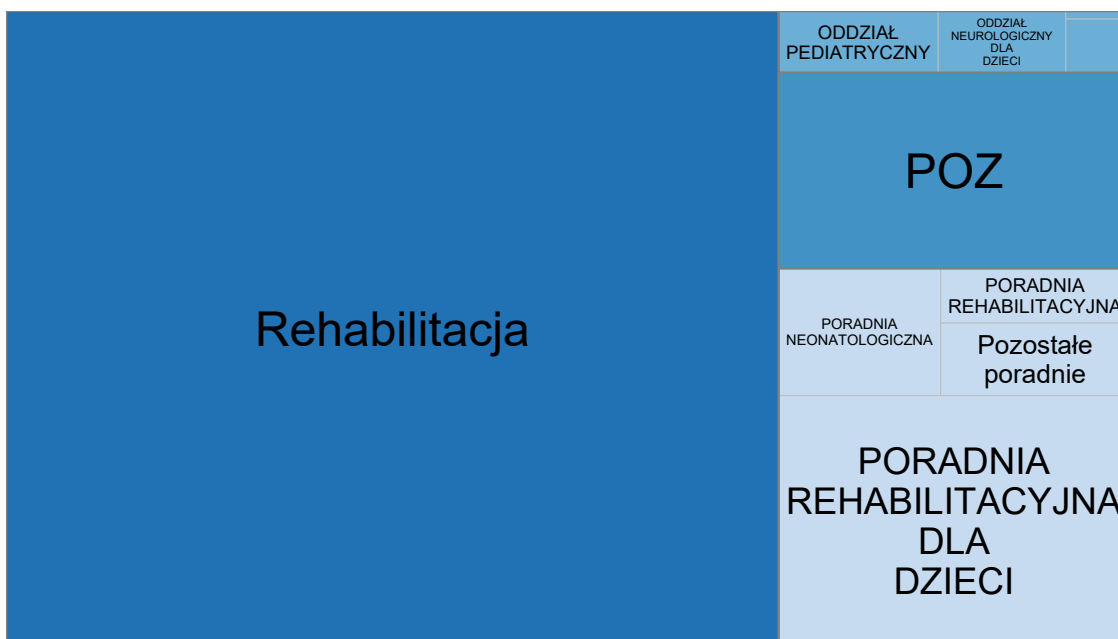 Rehabilitacja
ODDZIAŁ
PEDIATRYCZNY
ODDZIAŁ
NEUROLOGICZNY
DLA
DZIECI
POZ
PORADNIA
NEONATOLOGICZNA
PORADNIA
REHABILITACYJNA
Pozostałe
poradnie
PORADNIA
REHABILITACYJNA
DLA
DZIECI